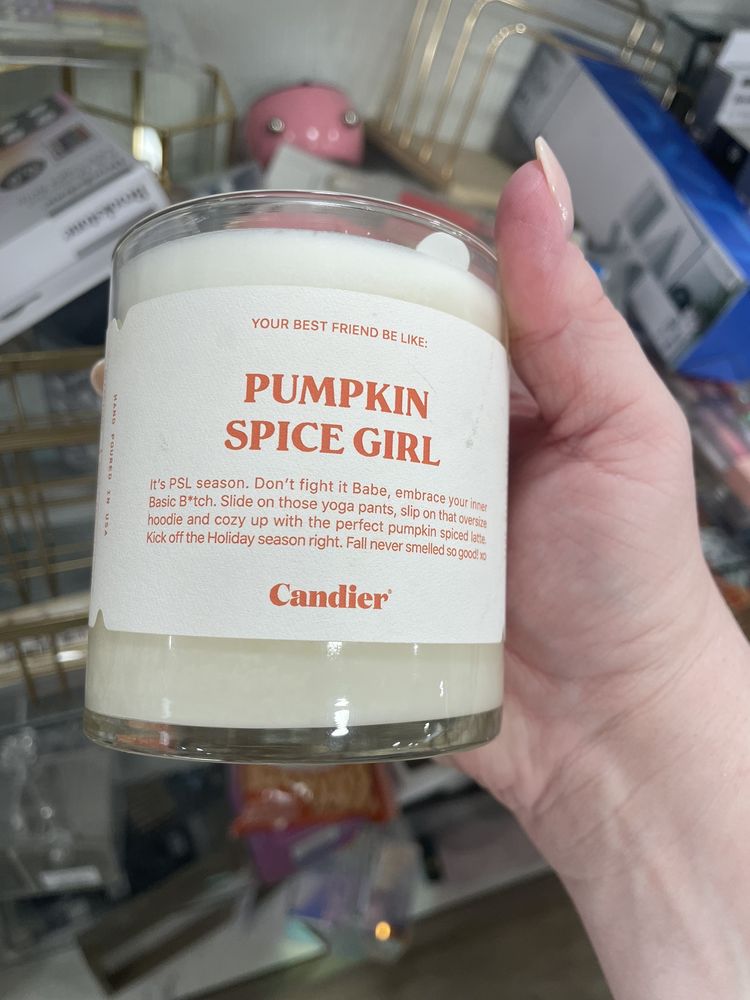 YOUR BEST FRIEND BE LIKE:
PUMPKIN
SPICE GIRL
It's PSL season. Don't fight it Babe, embrace your inner
Basic B*tch. Slide on those yoga pants, slip on that oversize
hoodie and cozy up with the perfect pumpkin spiced latte.
Kick off the Holiday season right. Fall never smelled so good! xo
Candier®
HAND POURED IN USA
Brookstone